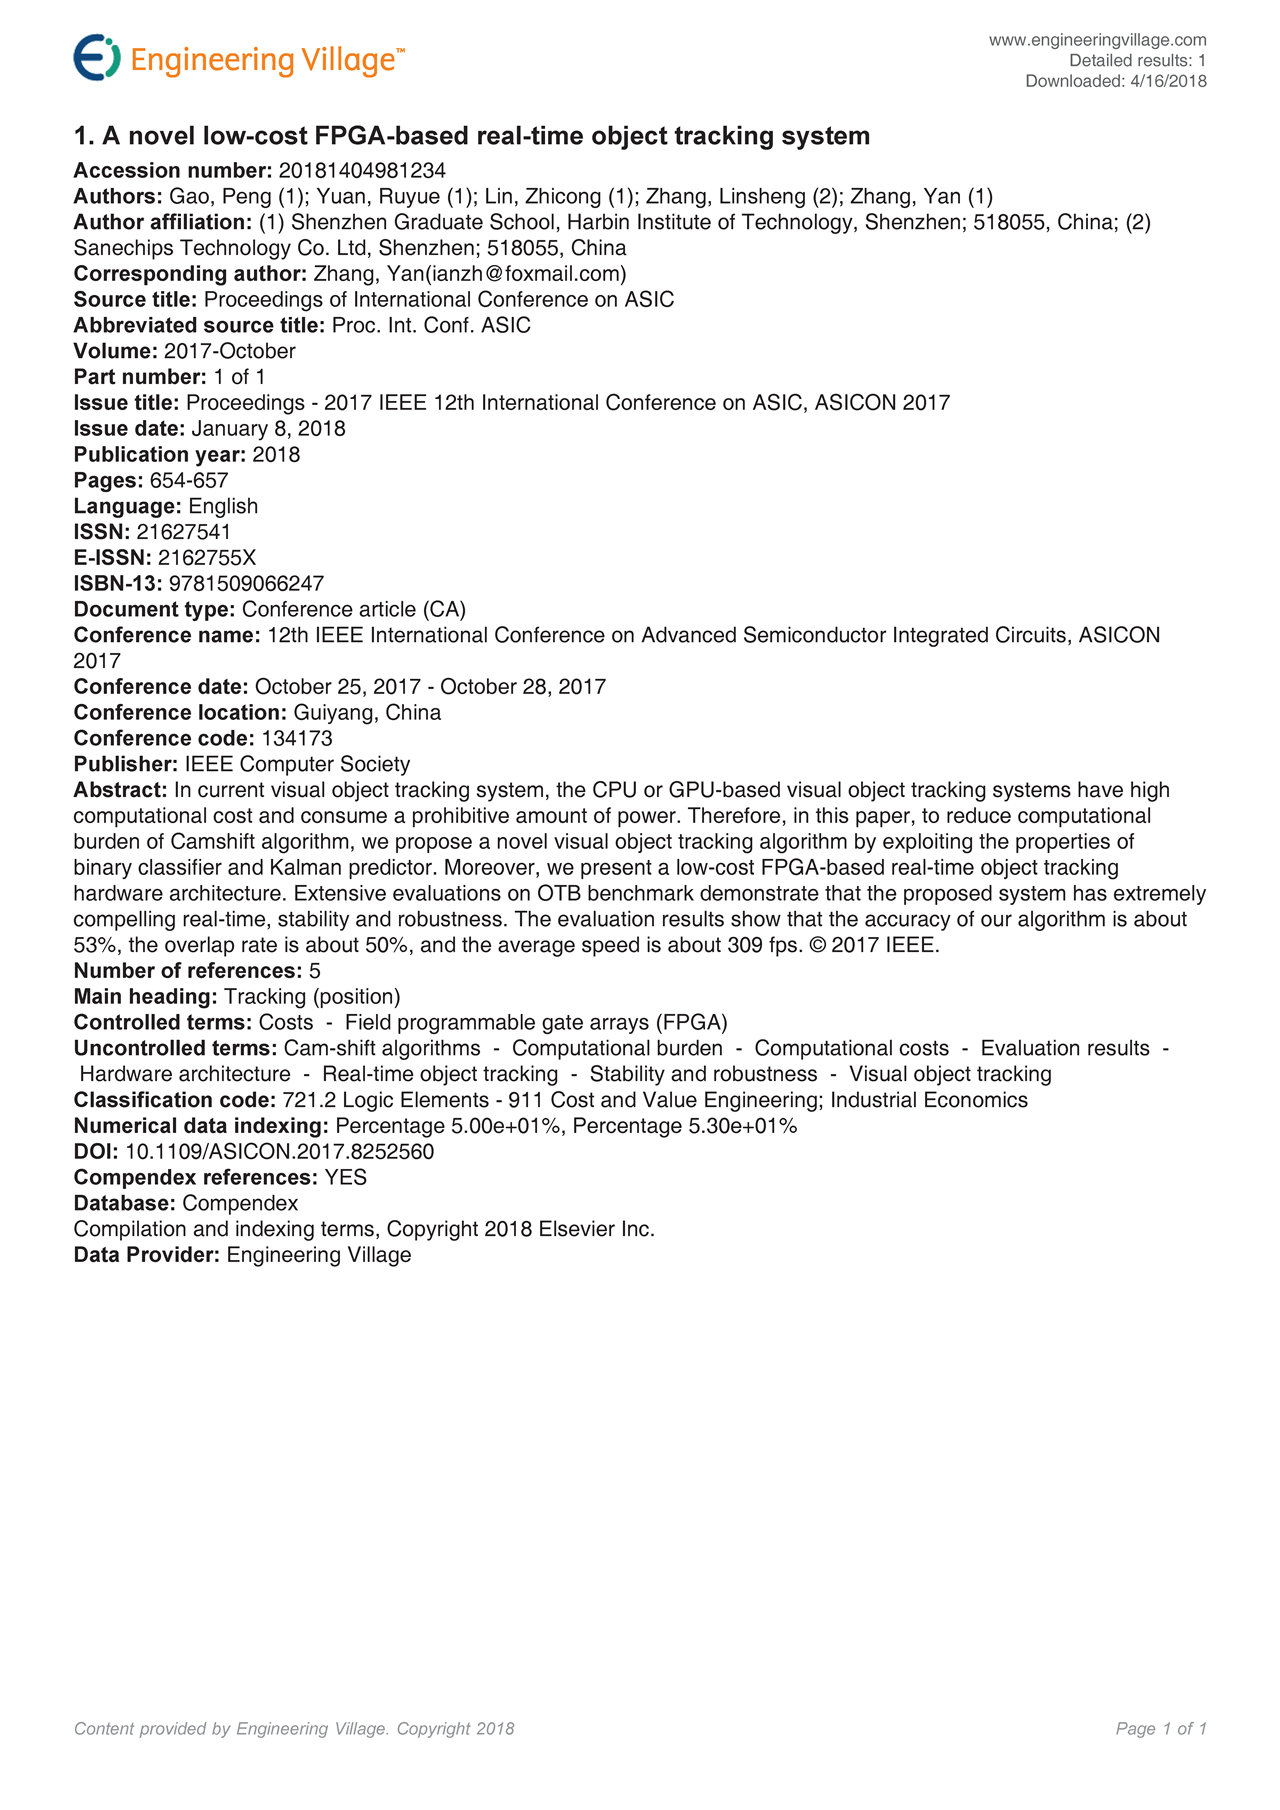 Engineering Village™
www.engineeringvillage.com
Detailed results: 1
Downloaded: 4/16/2018
1. A novel low-cost FPGA-based real-time object tracking system
Accession number: 20181404981234
Authors: Gao, Peng (1); Yuan, Ruyue (1); Lin, Zhicong (1); Zhang, Linsheng (2); Zhang, Yan (1)
Author affiliation: (1) Shenzhen Graduate School, Harbin Institute of Technology, Shenzhen; 518055, China; (2)
Sanechips Technology Co. Ltd, Shenzhen; 518055, China
Corresponding author: Zhang, Yan(ianzh@foxmail.com)
Source title: Proceedings of International Conference on ASIC
Abbreviated source title: Proc. Int. Conf. ASIC
Volume: 2017-October
Part number: 1 of 1
Issue title: Proceedings - 2017 IEEE 12th International Conference on ASIC, ASICON 2017
Issue date: January 8, 2018
Publication year: 2018
Pages: 654-657
Language: English
ISSN: 21627541
E-ISSN: 2162755X
ISBN-13: 9781509066247
Document type: Conference article (CA)
Conference name: 12th IEEE International Conference on Advanced Semiconductor Integrated Circuits, ASICON
2017
Conference date: October 25, 2017 - October 28, 2017
Conference location: Guiyang, China
Conference code: 134173
Publisher: IEEE Computer Society
Abstract: In current visual object tracking system, the CPU or GPU-based visual object tracking systems have high
computational cost and consume a prohibitive amount of power. Therefore, in this paper, to reduce computational
burden of Camshift algorithm, we propose a novel visual object tracking algorithm by exploiting the properties of
binary classifier and Kalman predictor. Moreover, we present a low-cost FPGA-based real-time object tracking
hardware architecture. Extensive evaluations on OTB benchmark demonstrate that the proposed system has extremely
compelling real-time, stability and robustness. The evaluation results show that the accuracy of our algorithm is about
53%, the overlap rate is about 50%, and the average speed is about 309 fps. © 2017 IEEE.
Number of references: 5
Main heading: Tracking (position)
Controlled terms: Costs - Field programmable gate arrays (FPGA)
Uncontrolled terms: Cam-shift algorithms - Computational burden - Computational costs - Evaluation results -
Hardware architecture - Real-time object tracking - Stability and robustness - Visual object tracking
Classification code: 721.2 Logic Elements - 911 Cost and Value Engineering; Industrial Economics
Numerical data indexing: Percentage 5.00e+01%, Percentage 5.30e+01%
DOI: 10.1109/ASICON.2017.8252560
Compendex references: YES
Database: Compendex
Compilation and indexing terms, Copyright 2018 Elsevier Inc.
Data Provider: Engineering Village
Content provided by Engineering Village. Copyright 2018
Page 1 of 1